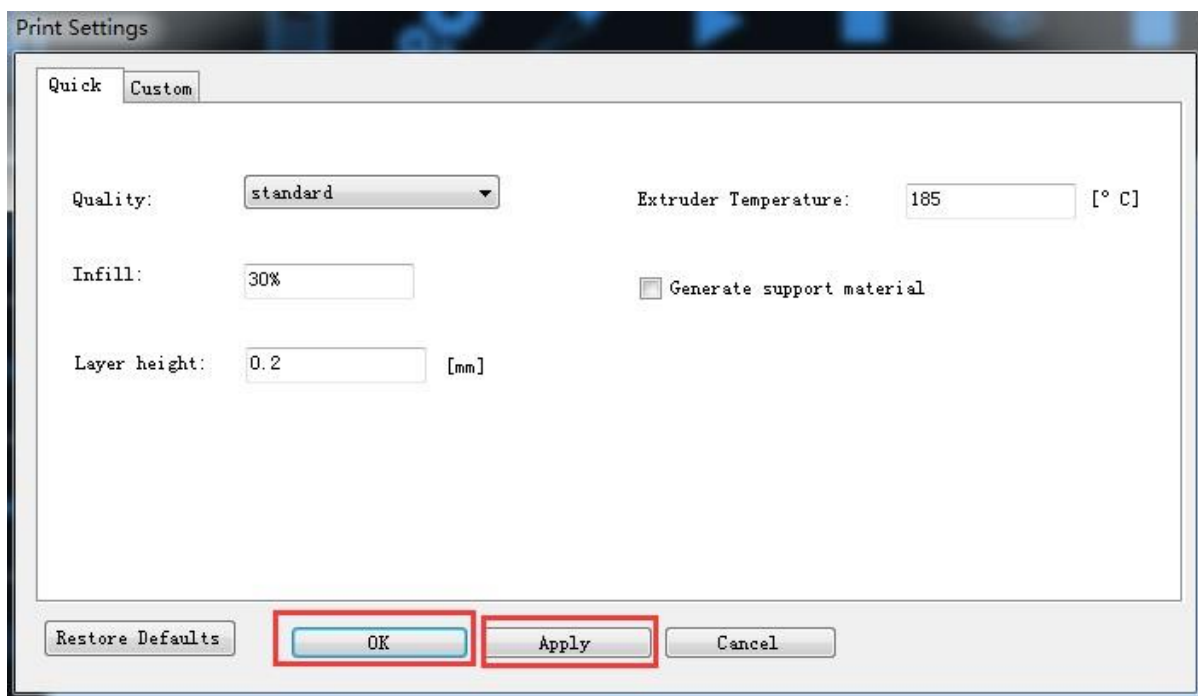 Print Settings
Quick Custom
Quality: standard Extruder Temperature: 185 [° C]
Infill: 30% Generate support material
Layer height: 0.2 [mm]
Restore Defaults OK Apply Cancel